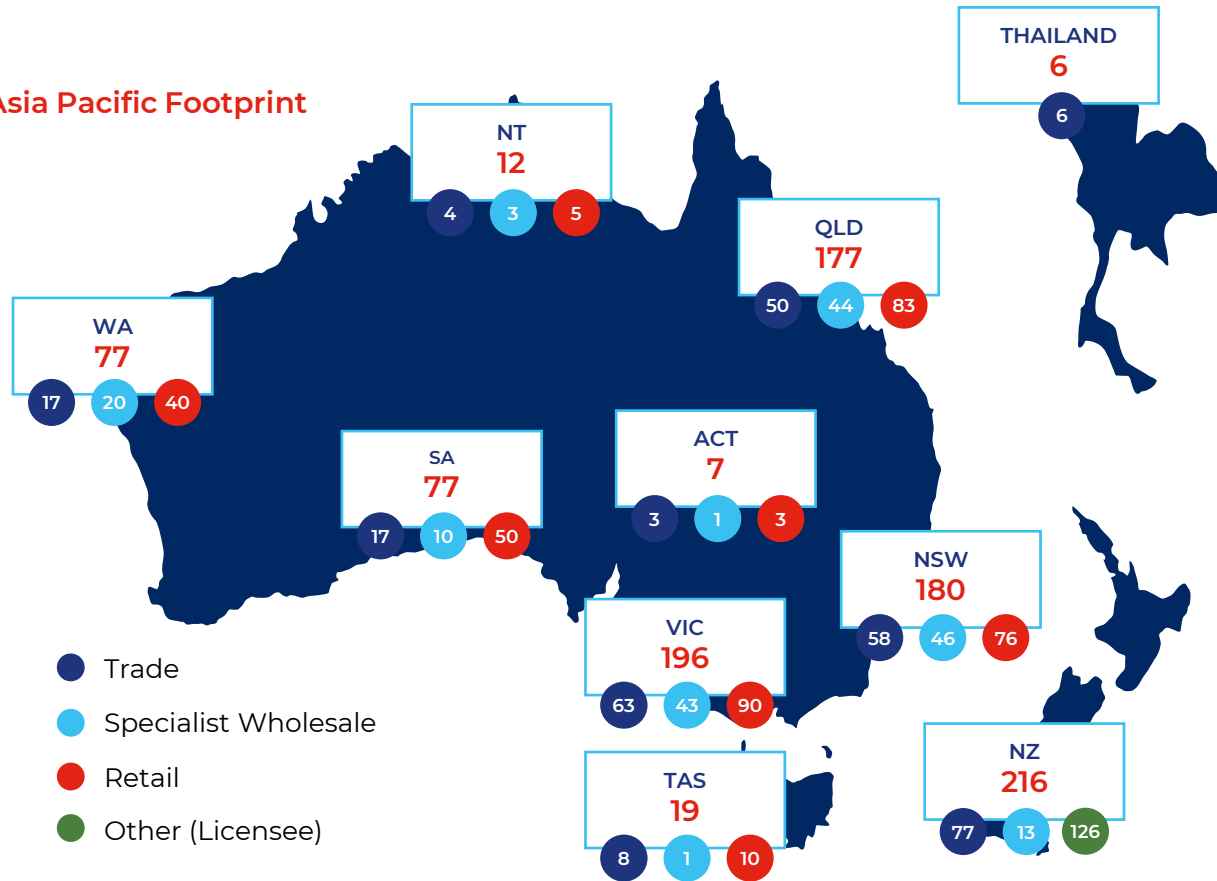 Asia Pacific Footprint
THAILAND
6
6
NT
12
4 3 5
QLD
177
50 44 83
WA
77
17 20 40
SA
77
17 10 50
ACT
7
3 1 3
NSW
180
58 46 76
VIC
196
63 43 90
TAS
19
8 1 10
NZ
216
77 13 126
Trade
Specialist Wholesale
Retail
Other (Licensee)